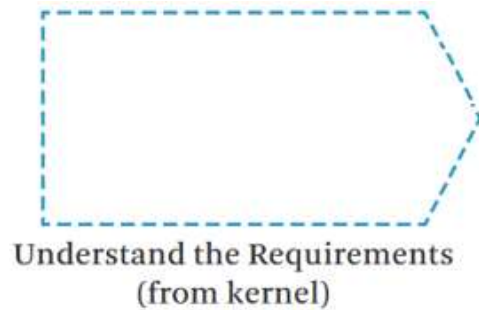 Understand the Requirements
(from kernel)